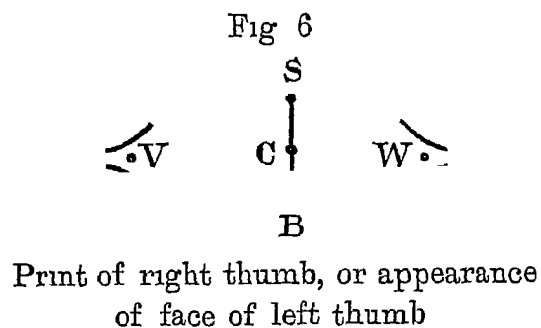 Fig 6
S
V C W
B
Print of right thumb, or appearance
of face of left thumb